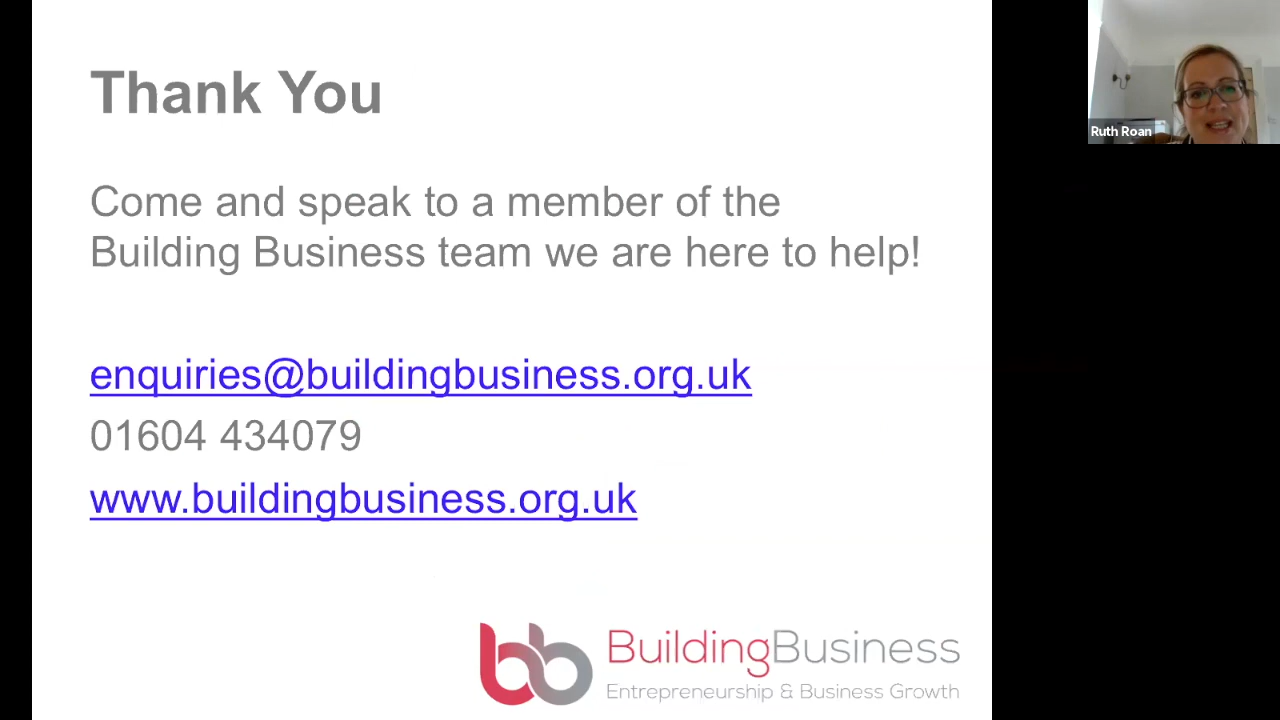 Thank You
Come and speak to a member of the
Building Business team we are here to help!
enquiries@buildingbusiness.org.uk
01604 434079
www.buildingbusiness.org.uk
bb BuildingBusiness
Entrepreneurship & Business Growth
Ruth Roan